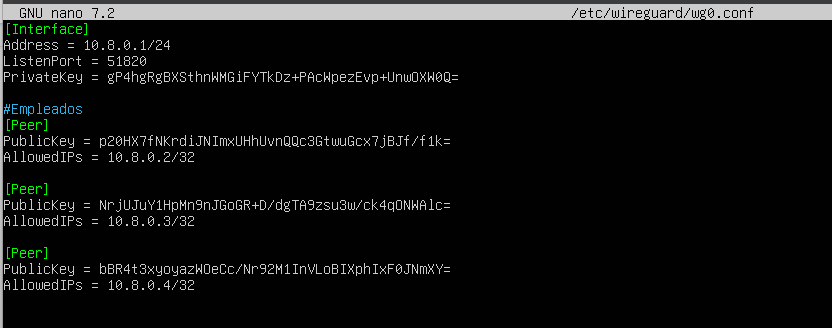 GNU nano 7.2 /etc/wireguard/wg0.conf
[Interface]
Address = 10.8.0.1/24
ListenPort = 51820
PrivateKey = gP4hgRgBXSthnWMGiFYTkDz+PAcWpezEvp+UnwOXW0Q=
#Empleados
[Peer]
PublicKey = p20HX7fNKrdiJNImxUHhUvnQQc3GtwuGcx7jBJf/f1k=
AllowedIPs = 10.8.0.2/32
[Peer]
PublicKey = NrjUJuY1HpMn9nJGoGR+D/dgTA9zsu3w/ck4qONWAlc=
AllowedIPs = 10.8.0.3/32
[Peer]
PublicKey = bBR4t3xyoyazWOeCc/Nr92M1InVLoBIXphIxF0JNmXY=
AllowedIPs = 10.8.0.4/32